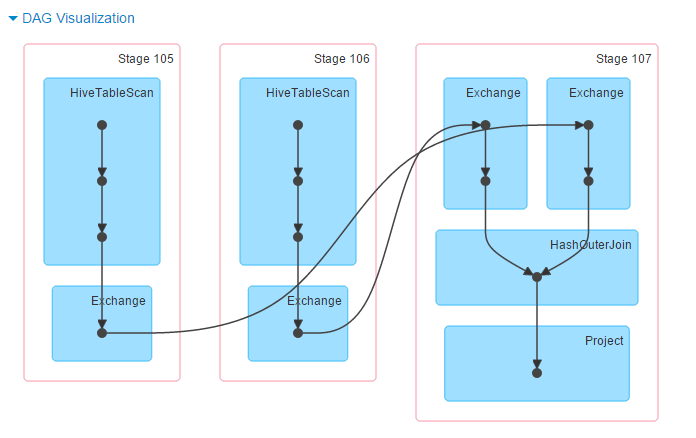 DAG Visualization
Stage 105
HiveTableScan
Exchange
Stage 106
HiveTableScan
Exchange
Stage 107
Exchange
Exchange
HashOuterJoin
Project